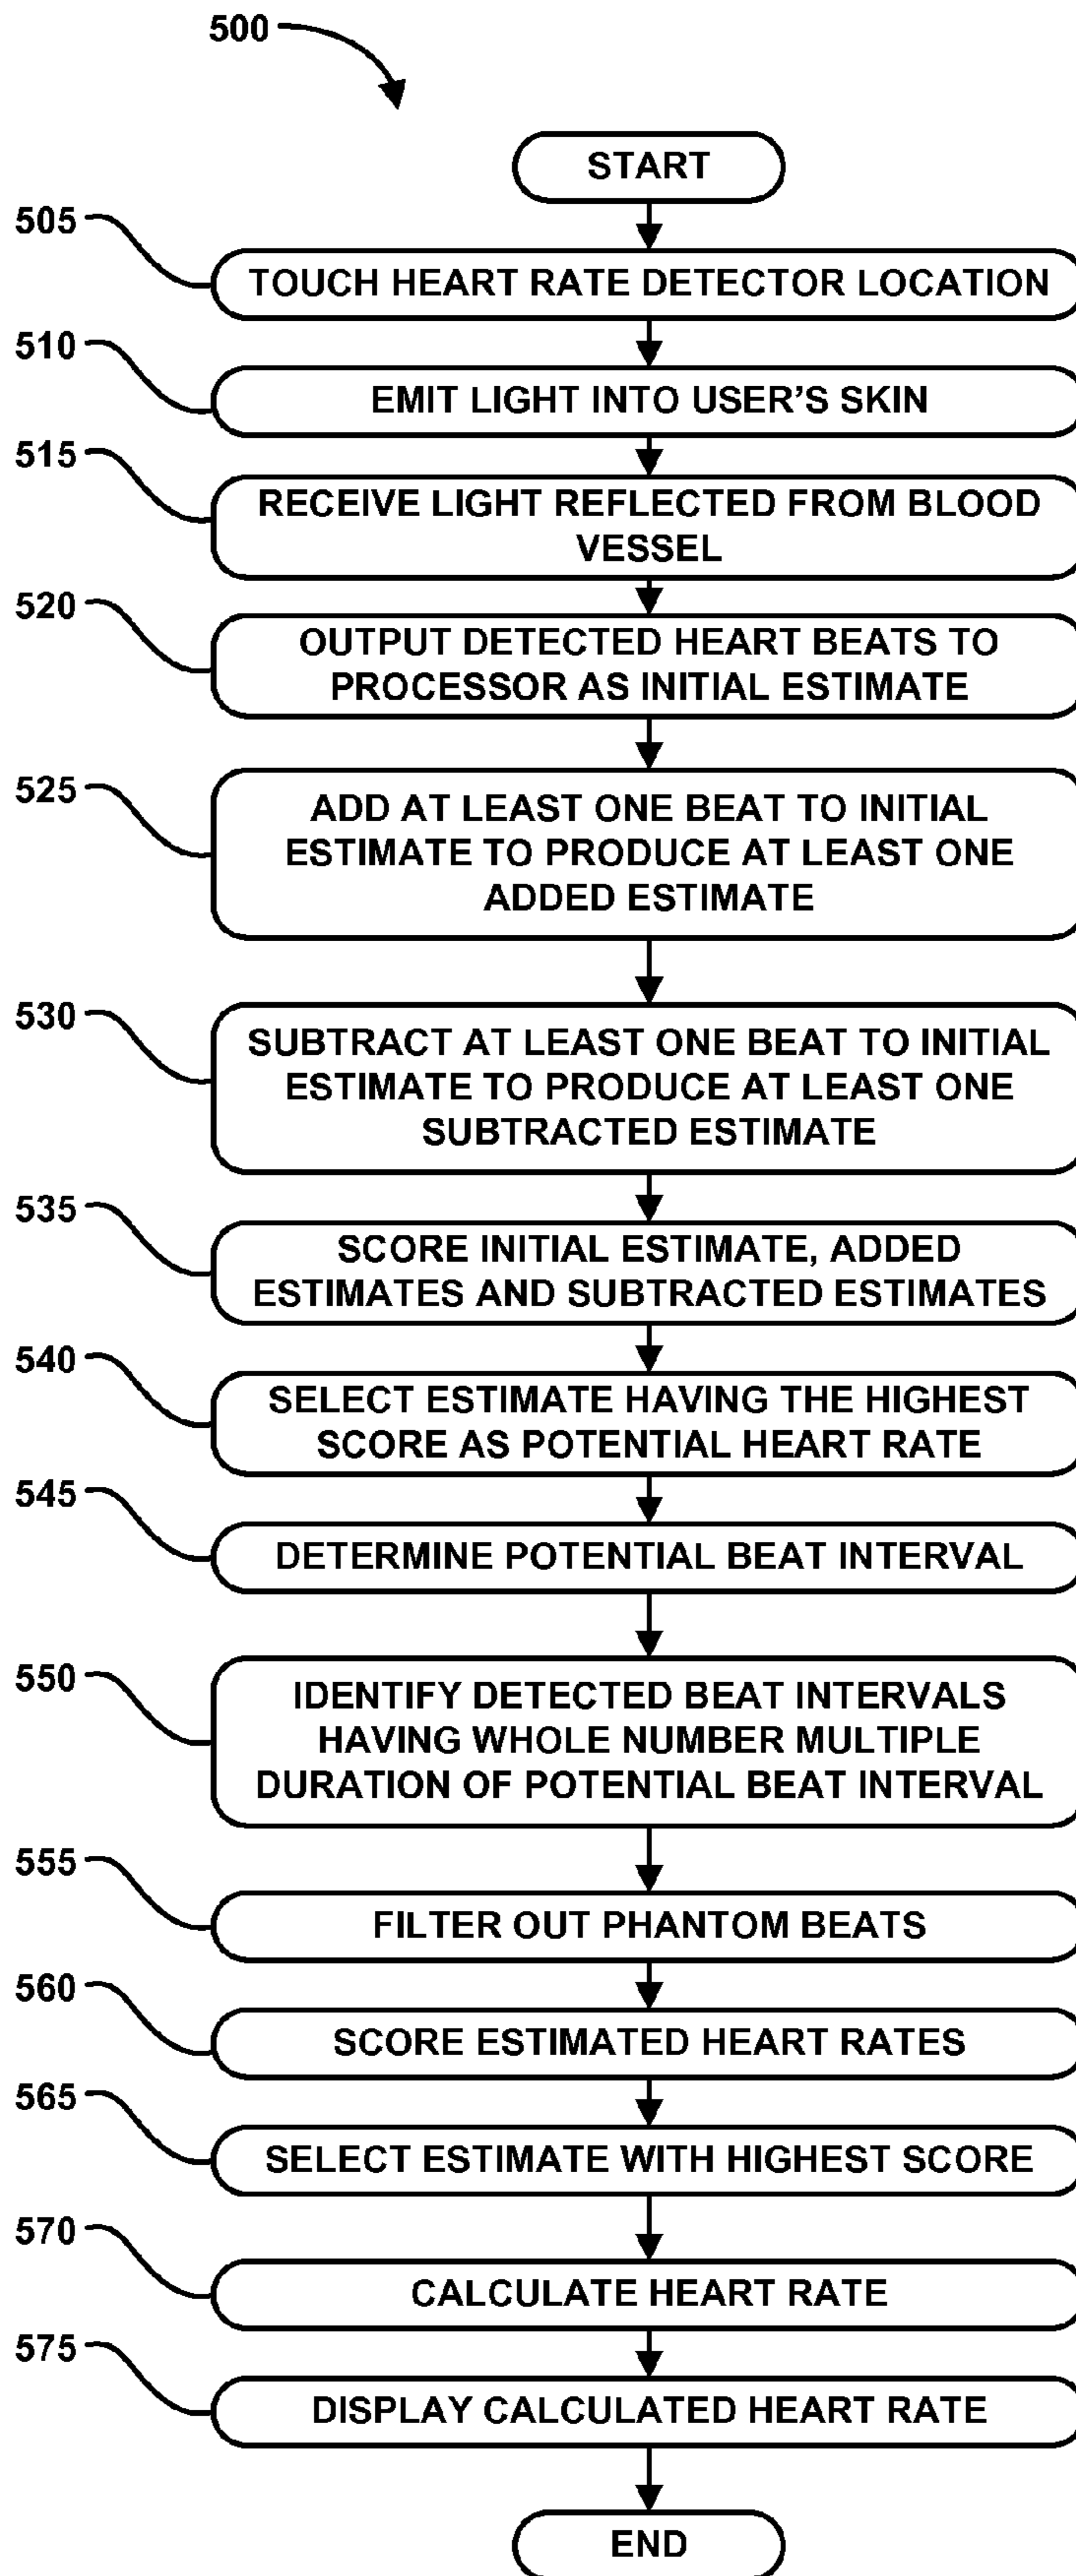 500
START
505
TOUCH HEART RATE DETECTOR LOCATION
510
EMIT LIGHT INTO USER'S SKIN
515
RECEIVE LIGHT REFLECTED FROM BLOOD
VESSEL
520
OUTPUT DETECTED HEART BEATS TO
PROCESSOR AS INITIAL ESTIMATE
525
ADD AT LEAST ONE BEAT TO INITIAL
ESTIMATE TO PRODUCE AT LEAST ONE
ADDED ESTIMATE
530
SUBTRACT AT LEAST ONE BEAT TO INITIAL
ESTIMATE TO PRODUCE AT LEAST ONE
SUBTRACTED ESTIMATE
535
SCORE INITIAL ESTIMATE, ADDED
ESTIMATES AND SUBTRACTED ESTIMATES
540
SELECT ESTIMATE HAVING THE HIGHEST
SCORE AS POTENTIAL HEART RATE
545
DETERMINE POTENTIAL BEAT INTERVAL
550
IDENTIFY DETECTED BEAT INTERVALS
HAVING WHOLE NUMBER MULTIPLE
DURATION OF POTENTIAL BEAT INTERVAL
555
FILTER OUT PHANTOM BEATS
560
SCORE ESTIMATED HEART RATES
565
SELECT ESTIMATE WITH HIGHEST SCORE
570
CALCULATE HEART RATE
575
DISPLAY CALCULATED HEART RATE
END